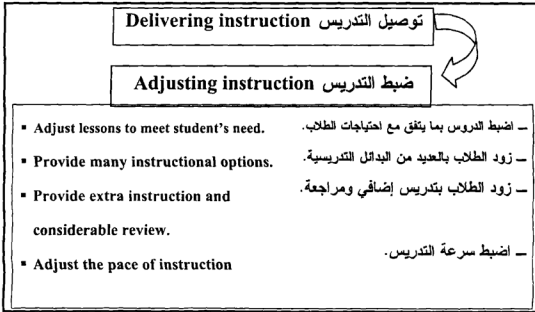 Delivering instruction توصيل التدريس
Adjusting instruction ضبط التدريس
▪ Adjust lessons to meet student's need. – اضبط الدروس بما يتفق مع احتياجات الطلاب.
▪ Provide many instructional options. – زود الطلاب بالعديد من البدائل التدريسية.
▪ Provide extra instruction and – زود الطلاب بتدريس إضافي ومراجعة.
considerable review.
▪ Adjust the pace of instruction – اضبط سرعة التدريس.